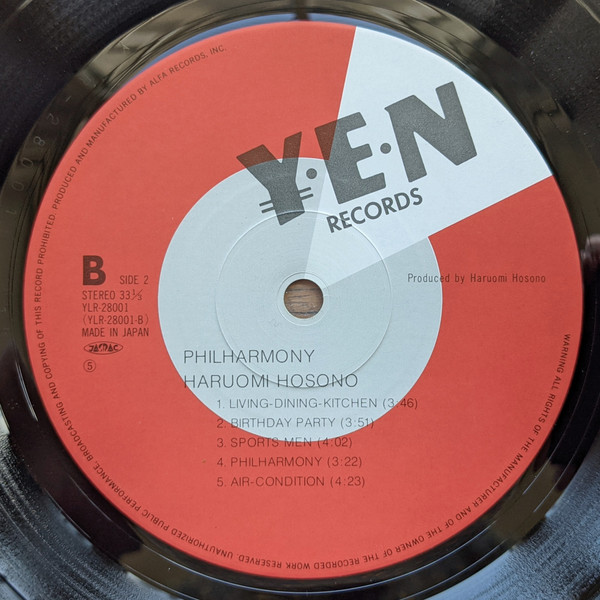 Y.E.N
RECORDS
B SIDE 2
STEREO 33⅓
YLR-28001
(YLR-28001-B)
MADE IN JAPAN
JASRAC
⑤
Produced by Haruomi Hosono
PHILHARMONY
HARUOMI HOSONO
1. LIVING-DINING-KITCHEN (3:46)
2. BIRTHDAY PARTY (3:51)
3. SPORTS MEN (4:02)
4. PHILHARMONY (3:22)
5. AIR-CONDITION (4:23)
WARNING ALL RIGHTS OF THE MANUFACTURER AND OF THE OWNER OF THE RECORDED WORK RESERVED. UNAUTHORIZED PUBLIC PERFORMANCE, BROADCASTING AND COPYING OF THIS RECORD PROHIBITED. PRODUCED AND MANUFACTURED BY ALFA RECORDS, INC.